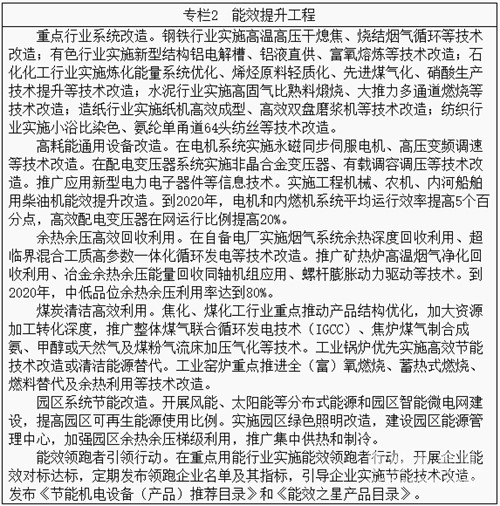 专栏2 能效提升工程
重点行业系统改造。钢铁行业实施高温高压干熄焦、烧结烟气循环等技术
改造；有色行业实施新型结构铝电解槽、铝液直供、富氧熔炼等技术改造；石
化化工行业实施炼化能量系统优化、烯烃原料轻质化、先进煤气化、硝酸生产
技术提升等技术改造；水泥行业实施高固气比熟料煅烧、大推力多通道燃烧等
技术改造；造纸行业实施纸机高效成型、高效双盘磨浆机等技术改造；纺织行
业实施小浴比染色、氨纶单甬道64头纺丝等技术改造。
高耗能通用设备改造。在电机系统实施永磁同步伺服电机、高压变频调速
等技术改造。在配电变压器系统实施非晶合金变压器、有载调容调压等技术改
造。推广应用新型电力电子器件等信息技术。实施工程机械、农机、内河船舶
用柴油机能效提升改造。到2020年，电机和内燃机系统平均运行效率提高5个百
分点，高效配电变压器在网运行比例提高20%。
余热余压高效回收利用。在自备电厂实施烟气系统余热深度回收利用、超
临界混合工质高参数一体化循环发电等技术改造。推广矿热炉高温烟气净化回
收利用、冶金余热余压能量回收同轴机组应用、螺杆膨胀动力驱动等技术。到
2020年，中低品位余热余压利用率达到80%。
煤炭清洁高效利用。焦化、煤化工行业重点推动产品结构优化，加大资源
加工转化深度，推广整体煤气联合循环发电技术（IGCC）、焦炉煤气制合成
氨、甲醇或天然气及煤粉气流床加压气化等技术。工业锅炉优先实施高效节能
技术改造或清洁能源替代。工业窑炉重点推进全（富）氧燃烧、蓄热式燃烧、
燃料替代及余热利用等技术改造。
园区系统节能改造。开展风能、太阳能等分布式能源和园区智能微电网建
设，提高园区可再生能源使用比例。实施园区绿色照明改造，建设园区能源管
理中心，加强园区余热余压梯级利用，推广集中供热和制冷。
能效领跑者引领行动。在重点用能行业实施能效领跑者行动，开展企业能
效对标达标，定期发布领跑企业名单及其指标，引导企业实施节能技术改造。
发布《节能机电设备（产品）推荐目录》和《能效之星产品目录》。